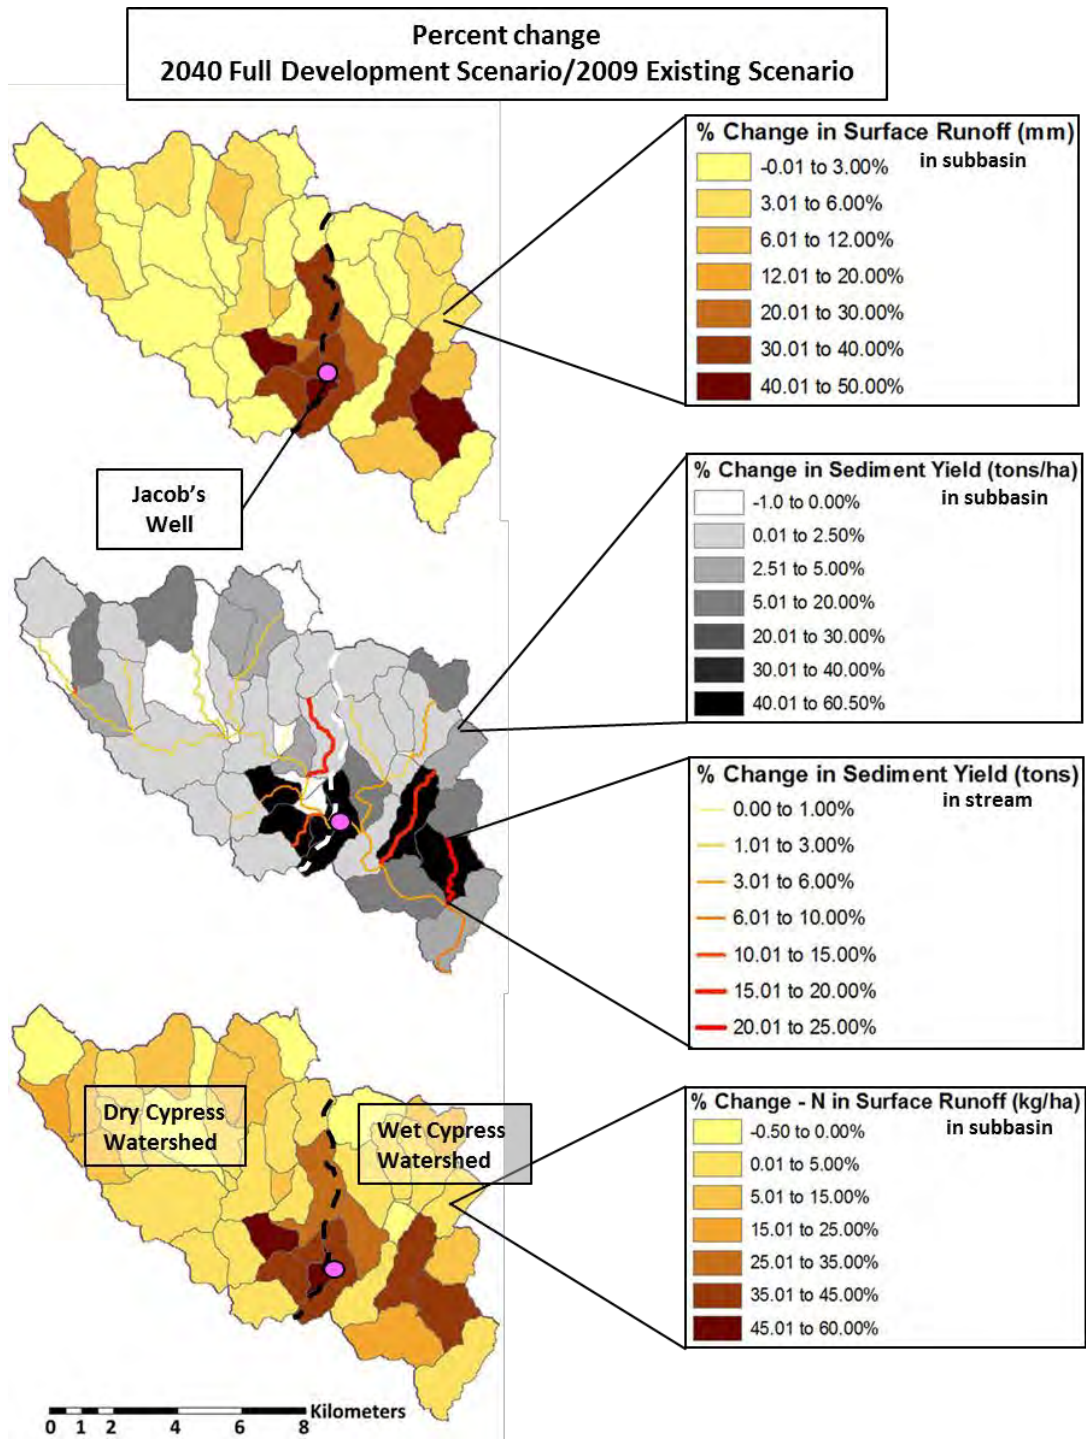 Percent change
2040 Full Development Scenario/2009 Existing Scenario
% Change in Surface Runoff (mm)
in subbasin
-0.01 to 3.00%
3.01 to 6.00%
6.01 to 12.00%
12.01 to 20.00%
20.01 to 30.00%
30.01 to 40.00%
40.01 to 50.00%
Jacob's
Well
% Change in Sediment Yield (tons/ha)
in subbasin
-1.0 to 0.00%
0.01 to 2.50%
2.51 to 5.00%
5.01 to 20.00%
20.01 to 30.00%
30.01 to 40.00%
40.01 to 60.50%
% Change in Sediment Yield (tons)
in stream
0.00 to 1.00%
1.01 to 3.00%
3.01 to 6.00%
6.01 to 10.00%
10.01 to 15.00%
15.01 to 20.00%
20.01 to 25.00%
Dry Cypress
Watershed
Wet Cypress
Watershed
% Change - N in Surface Runoff (kg/ha)
in subbasin
-0.50 to 0.00%
0.01 to 5.00%
5.01 to 15.00%
15.01 to 25.00%
25.01 to 35.00%
35.01 to 45.00%
45.01 to 60.00%
Kilometers
0 1 2 4 6 8